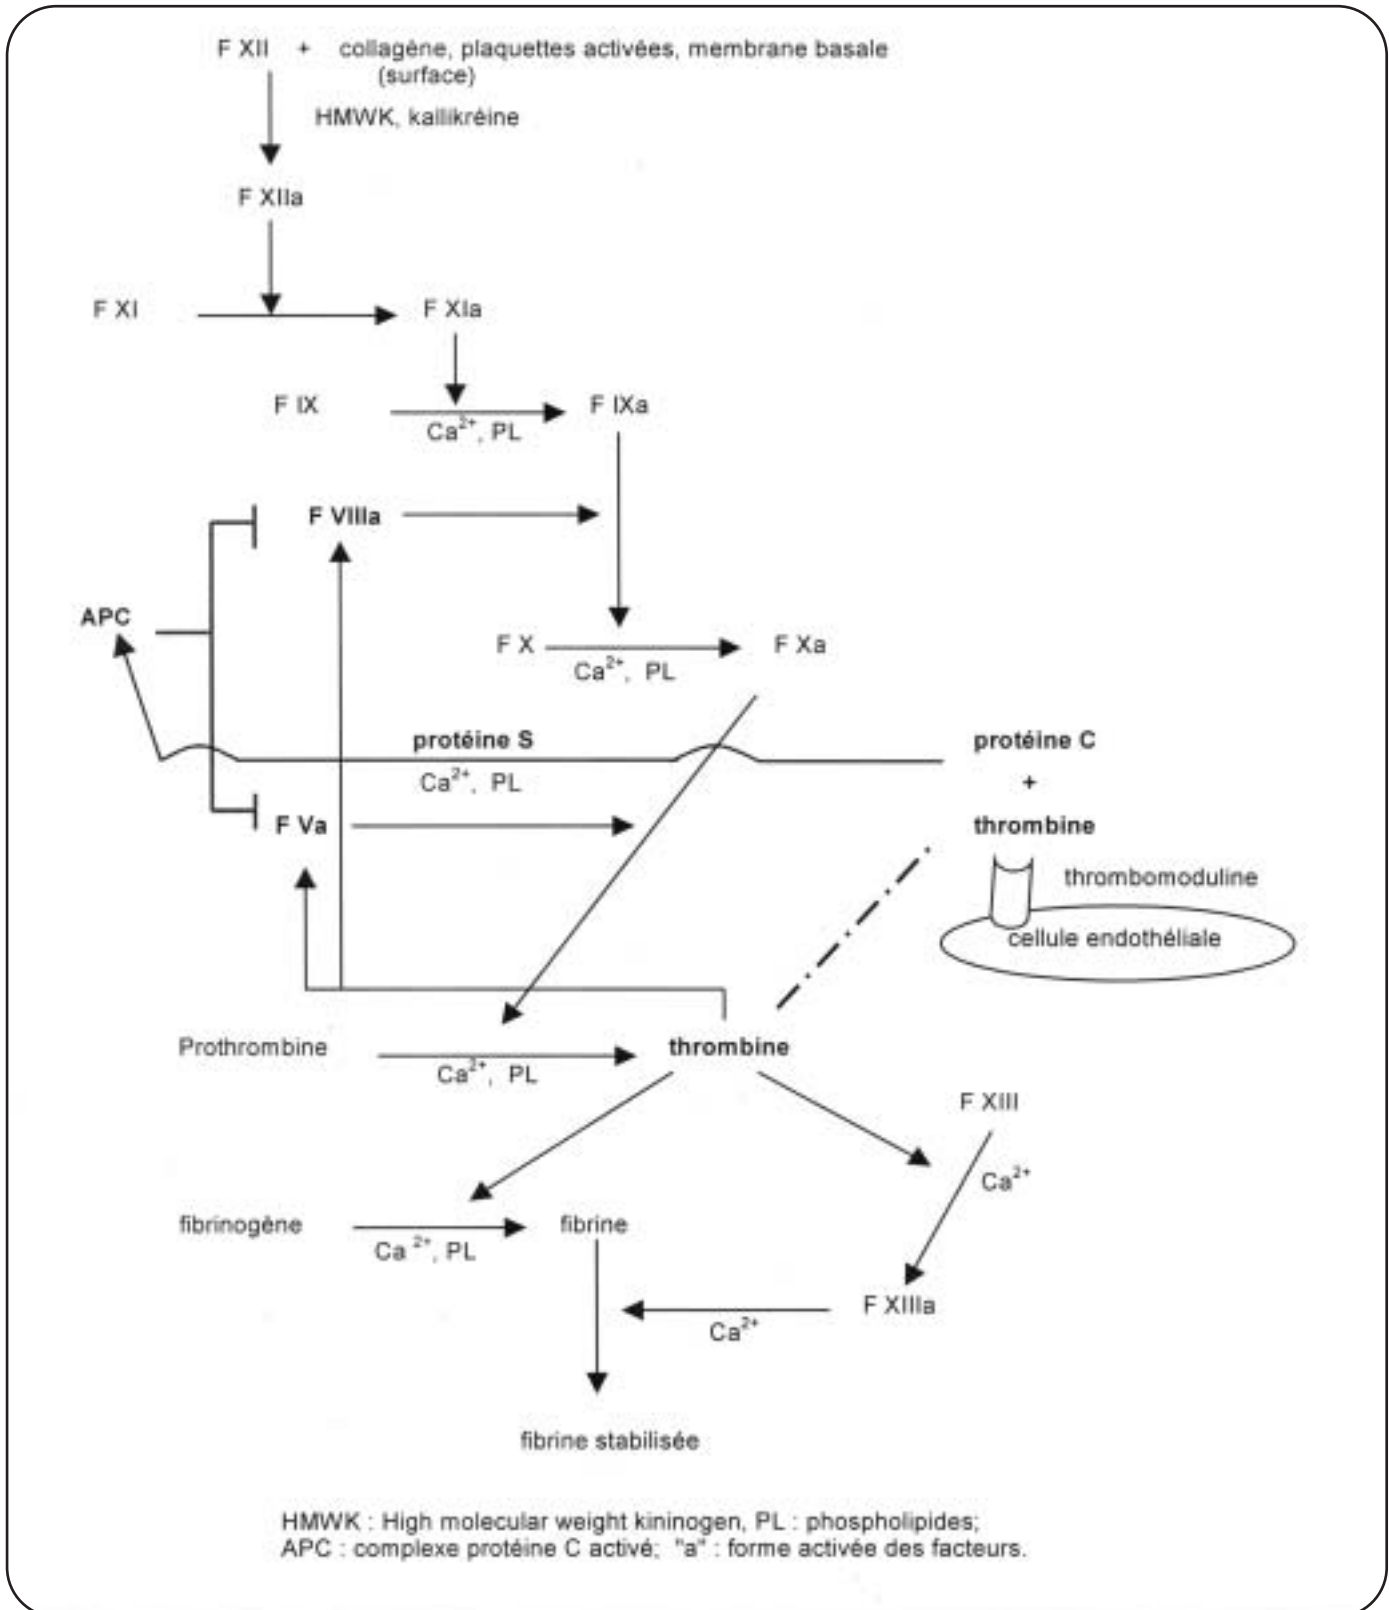 F XII + collagène, plaquettes activées, membrane basale
(surface)
HMWK, kallikréine
F XIIa
F XI F XIa
F IX F IXa
Ca2+, PL
F VIIIa
APC
F X F Xa
Ca2+, PL
protéine S protéine C
Ca2+, PL +
F Va thrombine
thrombomoduline
cellule endothéliale
Prothrombine thrombine
Ca2+, PL
F XIII
Ca2+
fibrinogène fibrine
Ca 2+, PL
F XIIIa
Ca2+
fibrine stabilisée
HMWK : High molecular weight kininogen, PL : phospholipides;
APC : complexe protéine C activé; "a" : forme activée des facteurs.